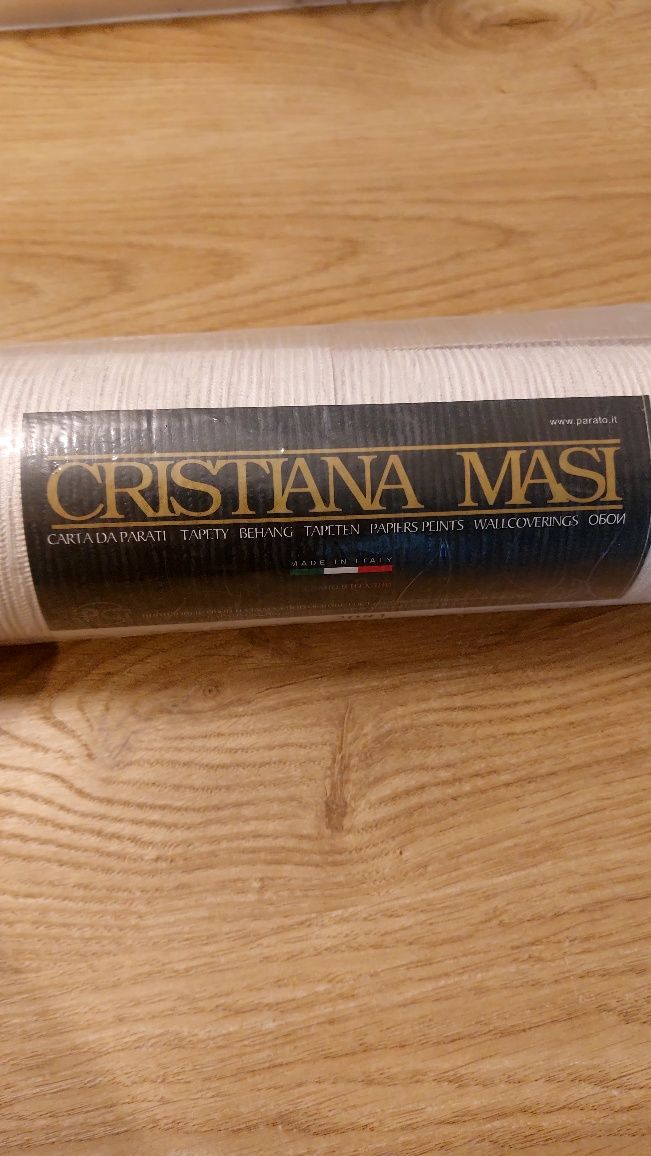 www.parato.it
CRISTIANA MASI
CARTA DA PARATI TAPETY BEHANG TAPETEN PAPIERS PEINTS WALLCOVERINGS ОБОИ
MADE IN ITALY